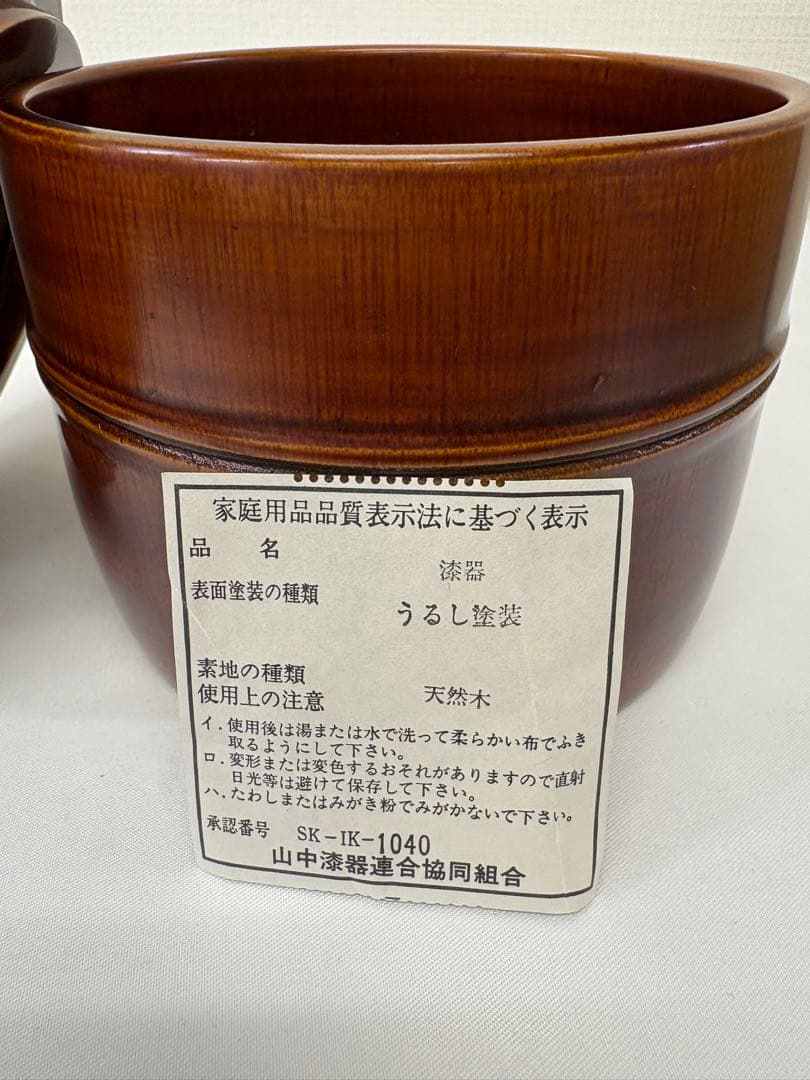 家庭用品品質表示法に基づく表示
品名
漆器
表面塗装の種類
うるし塗装
素地の種類
天然木
使用上の注意
イ.使用後は湯または水で洗って柔らかい布でふき
取るようにして下さい。
ロ.変形または変色するおそれがありますので直射
日光等は避けて保存して下さい。
ハ.たわしまたはみがき粉でみがかないで下さい。
承認番号 SK-IK-1040
山中漆器連合協同組合